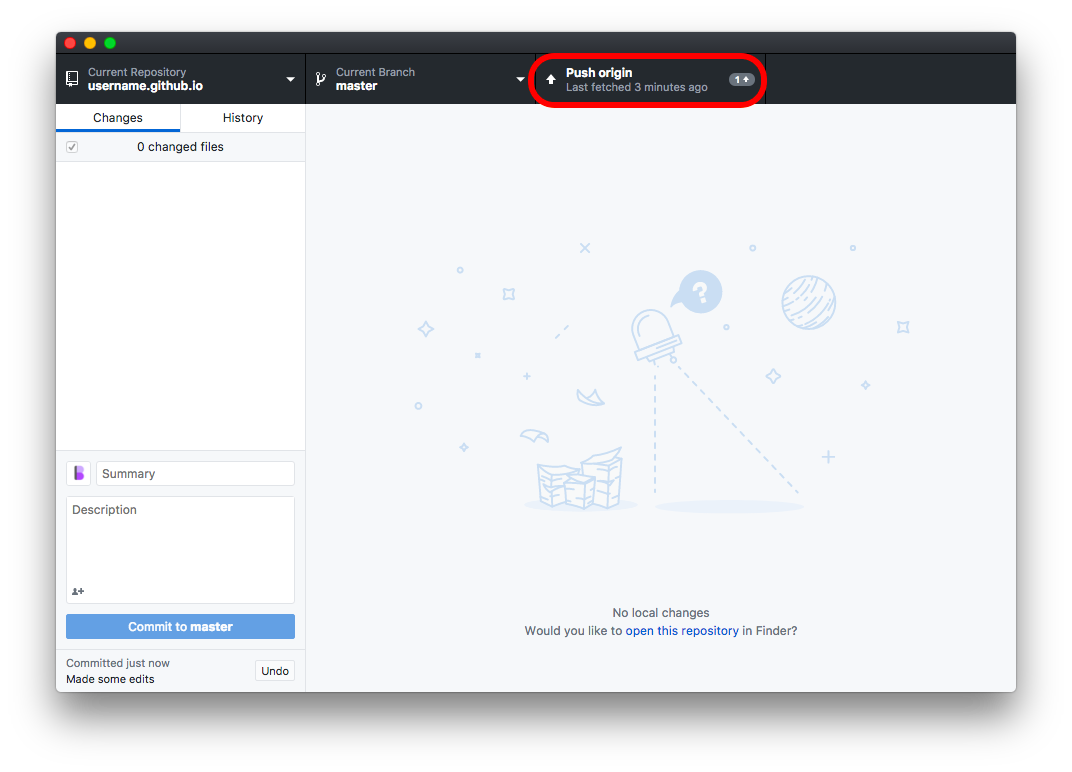 Current Repository
username.github.io
Current Branch
master
Push origin
Last fetched 3 minutes ago
1
Changes
History
0 changed files
?
Summary
Description
Commit to master
Committed just now
Made some edits
Undo
No local changes
Would you like to open this repository in Finder?